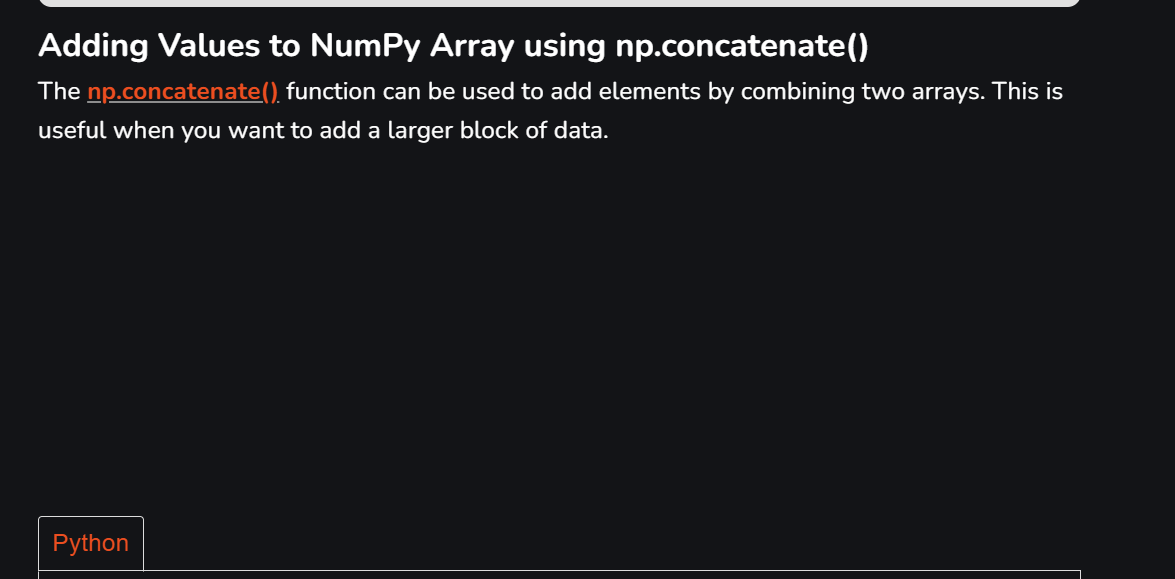 Adding Values to NumPy Array using np.concatenate()
The np.concatenate() function can be used to add elements by combining two arrays. This is
useful when you want to add a larger block of data.
Python